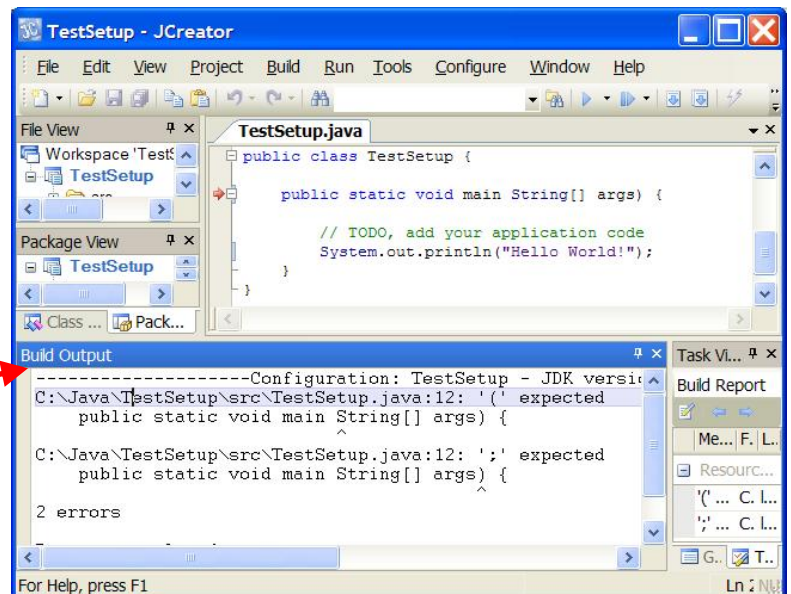 TestSetup - JCreator
File Edit View Project Build Run Tools Configure Window Help
File View
Workspace 'TestS
TestSetup
src
Package View
TestSetup
Class ... Pack...
TestSetup.java
public class TestSetup {
public static void main String[] args) {
// TODO, add your application code
System.out.println("Hello World!");
}
}
Build Output
--------------------Configuration: TestSetup - JDK versi
C:\Java\TestSetup\src\TestSetup.java:12: '(' expected
public static void main String[] args) {
^
C:\Java\TestSetup\src\TestSetup.java:12: ';' expected
public static void main String[] args) {
^
2 errors
Task Vi...
Build Report
Me... F. L..
Resourc...
'(' ... C. l...
';' ... C. l...
G.. T..
For Help, press F1
Ln